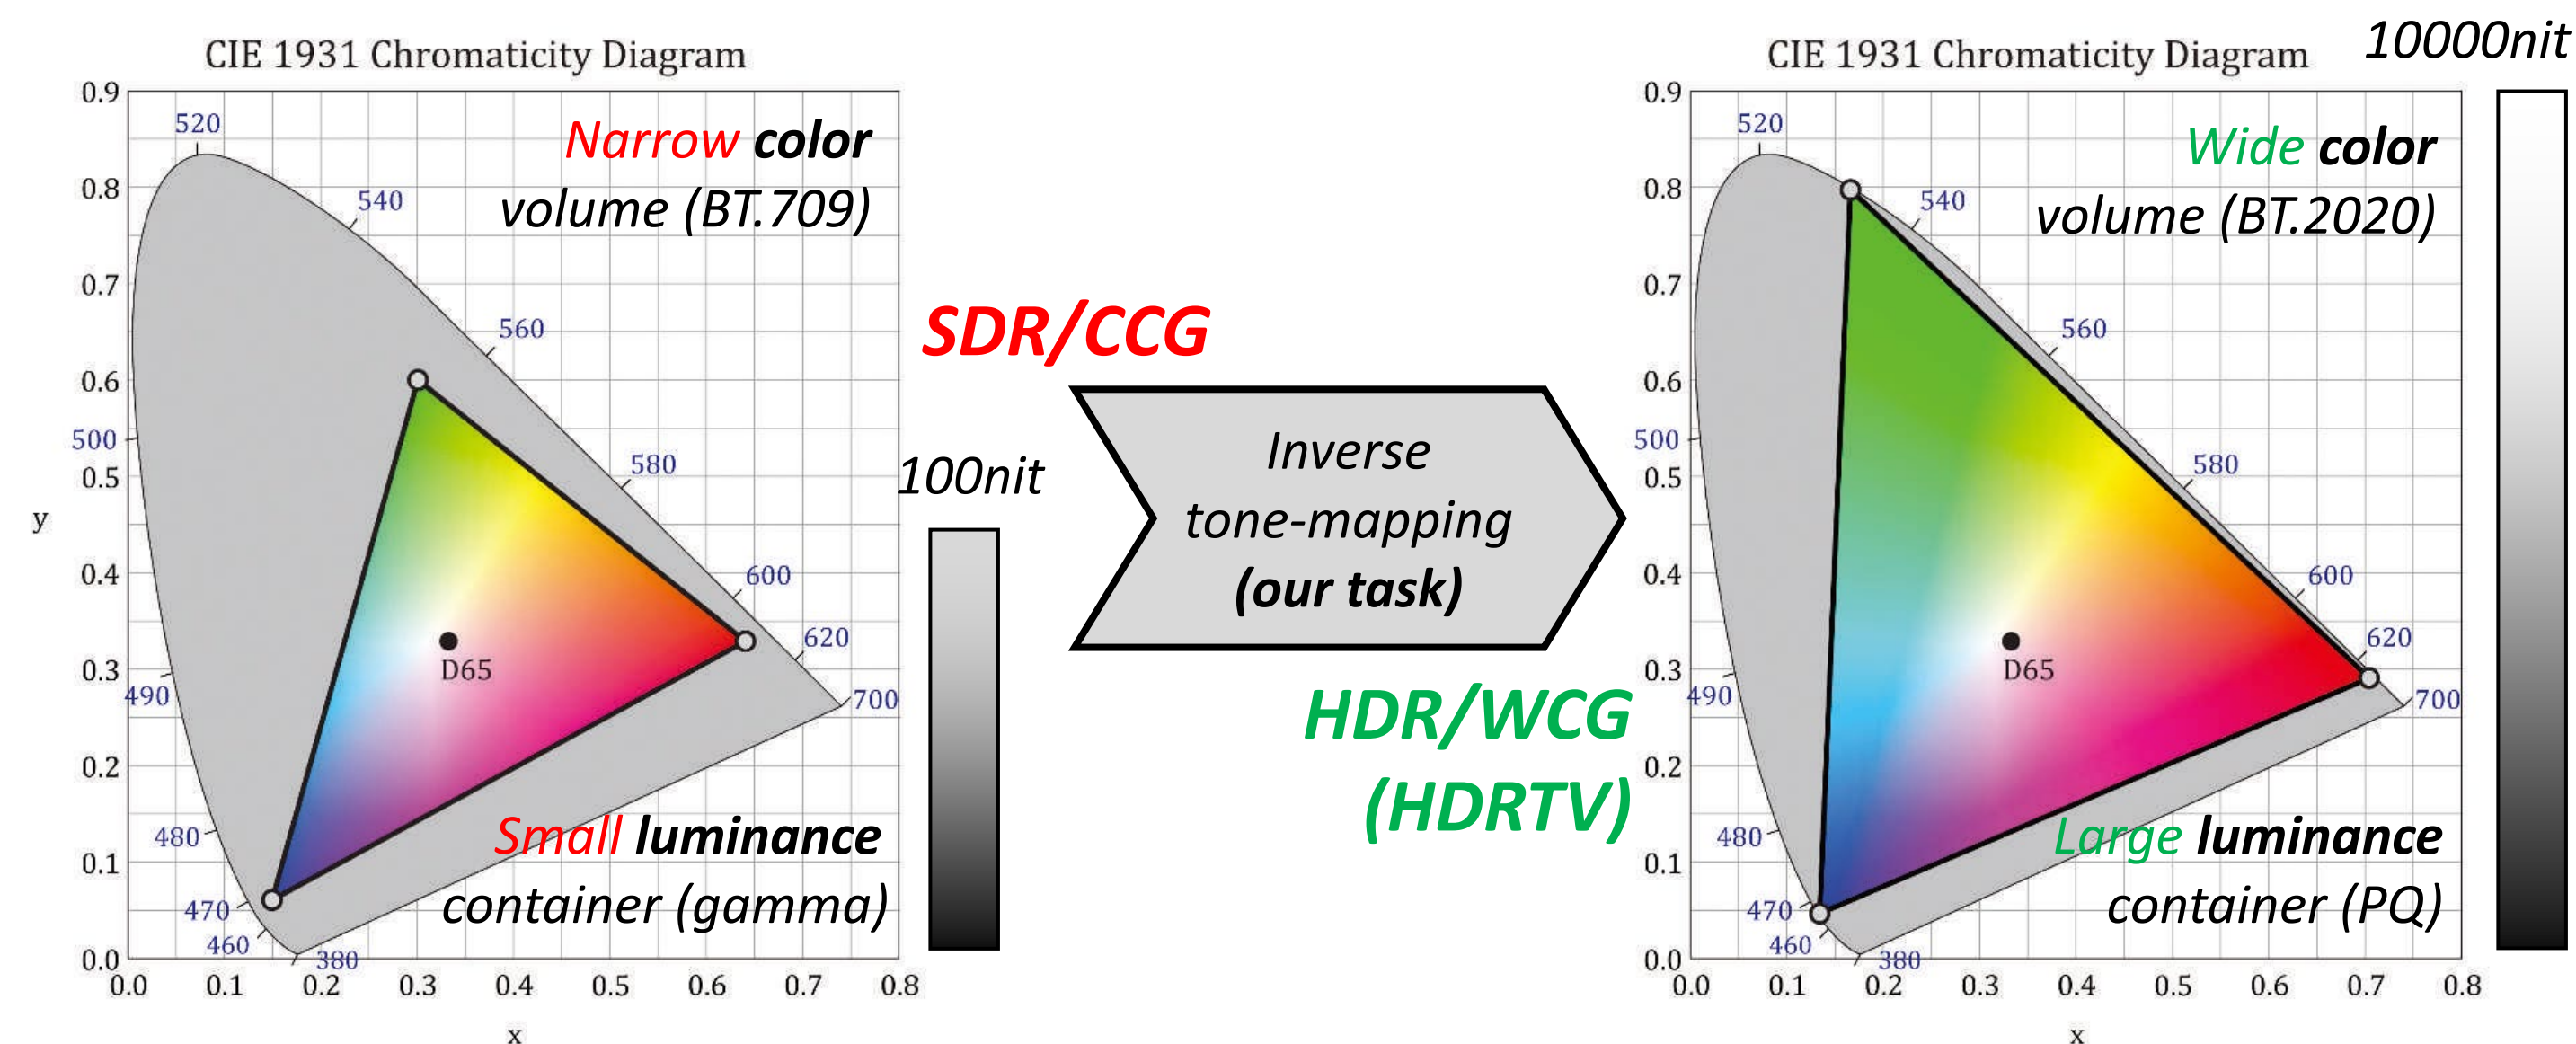 CIE 1931 Chromaticity Diagram
0.9
0.8
0.7
0.6
0.5
0.4
0.3
0.2
0.1
0.0
y
0.0 0.1 0.2 0.3 0.4 0.5 0.6 0.7 0.8
x
520
540
560
580
600
620
700
500
490
480
470
460
380
D65
Narrow color
volume (BT.709)
Small luminance
container (gamma)
SDR/CCG
100nit
Inverse
tone-mapping
(our task)
HDR/WCG
(HDRTV)
CIE 1931 Chromaticity Diagram
10000nit
0.9
0.8
0.7
0.6
0.5
0.4
0.3
0.2
0.1
0.0
0.0 0.1 0.2 0.3 0.4 0.5 0.6 0.7 0.8
x
520
540
560
580
600
620
700
500
490
480
470
460
380
D65
Wide color
volume (BT.2020)
Large luminance
container (PQ)